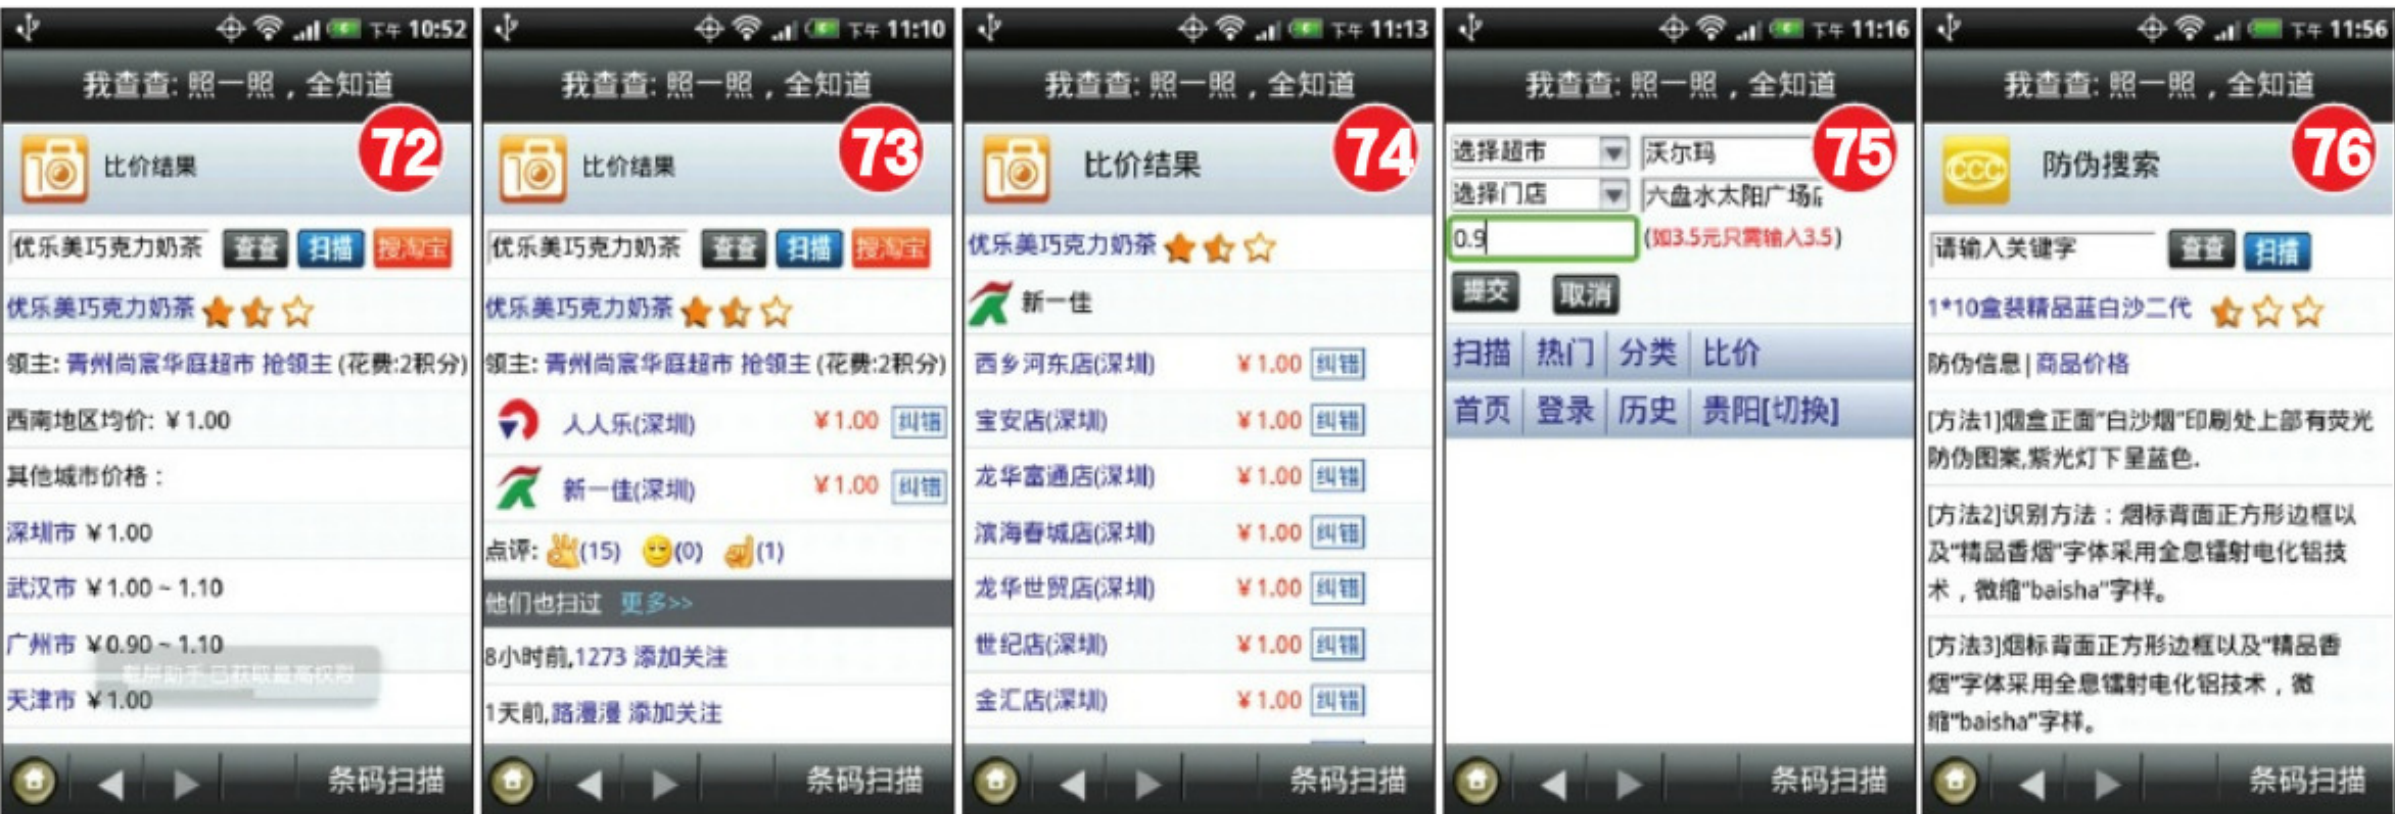 下午 10:52
我查查: 照一照，全知道
72
比价结果
优乐美巧克力奶茶 查查 扫描 搜淘宝
优乐美巧克力奶茶
领主: 青州尚宸华庭超市 抢领主 (花费:2积分)
西南地区均价: ￥1.00
其他城市价格：
深圳市 ￥1.00
武汉市 ￥1.00 ~ 1.10
广州市 ￥0.90 ~ 1.10
截屏助手 已获取最高权限
天津市 ￥1.00
条码扫描
下午 11:10
我查查: 照一照，全知道
73
比价结果
优乐美巧克力奶茶 查查 扫描 搜淘宝
优乐美巧克力奶茶
领主: 青州尚宸华庭超市 抢领主 (花费:2积分)
人人乐(深圳) ￥1.00 纠错
新一佳(深圳) ￥1.00 纠错
点评: (15) (0) (1)
他们也扫过 更多>>
8小时前,1273 添加关注
1天前,路漫漫 添加关注
条码扫描
下午 11:13
我查查: 照一照，全知道
74
比价结果
优乐美巧克力奶茶
新一佳
西乡河东店(深圳) ￥1.00 纠错
宝安店(深圳) ￥1.00 纠错
龙华富通店(深圳) ￥1.00 纠错
滨海春城店(深圳) ￥1.00 纠错
龙华世贸店(深圳) ￥1.00 纠错
世纪店(深圳) ￥1.00 纠错
金汇店(深圳) ￥1.00 纠错
条码扫描
下午 11:16
我查查: 照一照，全知道
75
选择超市 沃尔玛
选择门店 六盘水太阳广场
0.9 (如3.5元只需输入3.5)
提交 取消
扫描 热门 分类 比价
首页 登录 历史 贵阳[切换]
条码扫描
下午 11:56
我查查: 照一照，全知道
76
CCC 防伪搜索
请输入关键字 查查 扫描
1*10盒装精品蓝白沙二代
防伪信息|商品价格
[方法1]烟盒正面"白沙烟"印刷处上部有荧光
防伪图案,紫光灯下呈蓝色.
[方法2]识别方法：烟标背面正方形边框以
及"精品香烟"字体采用全息镭射电化铝技
术，微缩"baisha"字样。
[方法3]烟标背面正方形边框以及"精品香
烟"字体采用全息镭射电化铝技术，微
缩"baisha"字样。
条码扫描